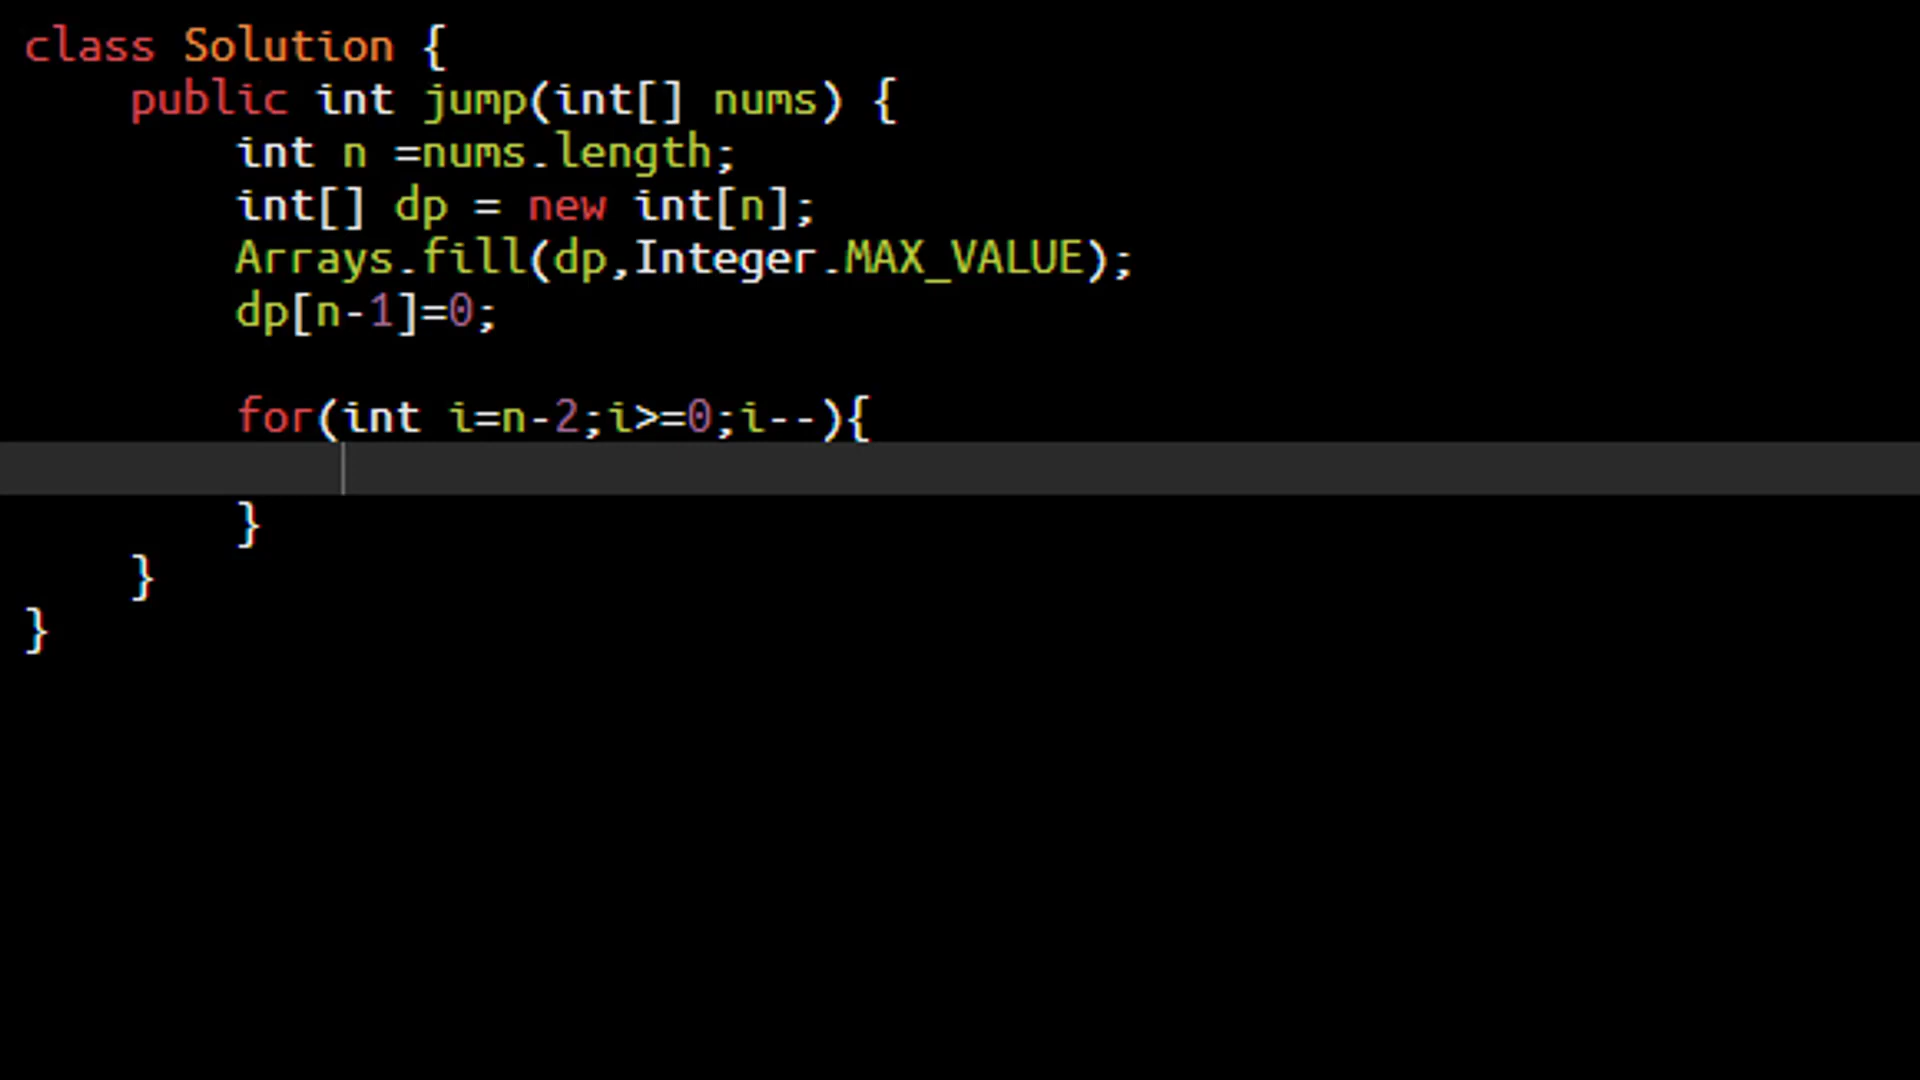 class Solution {
    public int jump(int[] nums) {
        int n =nums.length;
        int[] dp = new int[n];
        Arrays.fill(dp,Integer.MAX_VALUE);
        dp[n-1]=0;

        for(int i=n-2;i>=0;i--){

        }
    }
}